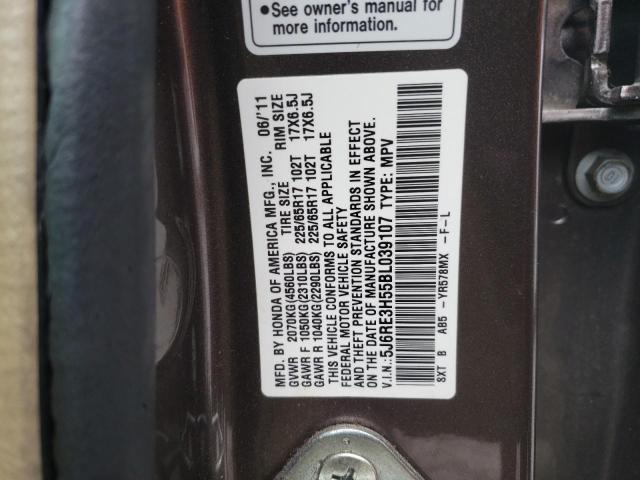 •See owner's manual for
more information.
MFD. BY HONDA OF AMERICA MFG., INC. 06/'11
TIRE SIZE RIM SIZE
GVWR 2070KG(4560LBS)
GAWR F 1050KG(2310LBS) 225/65R17 102T 17X6.5J
GAWR R 1040KG(2290LBS) 225/65R17 102T 17X6.5J
THIS VEHICLE CONFORMS TO ALL APPLICABLE
FEDERAL MOTOR VEHICLE SAFETY
AND THEFT PREVENTION STANDARDS IN EFFECT
ON THE DATE OF MANUFACTURE SHOWN ABOVE.
V.I.N.:5J6RE3H55BL039107 TYPE: MPV
SXT B AB5 -YR578MX -F-L